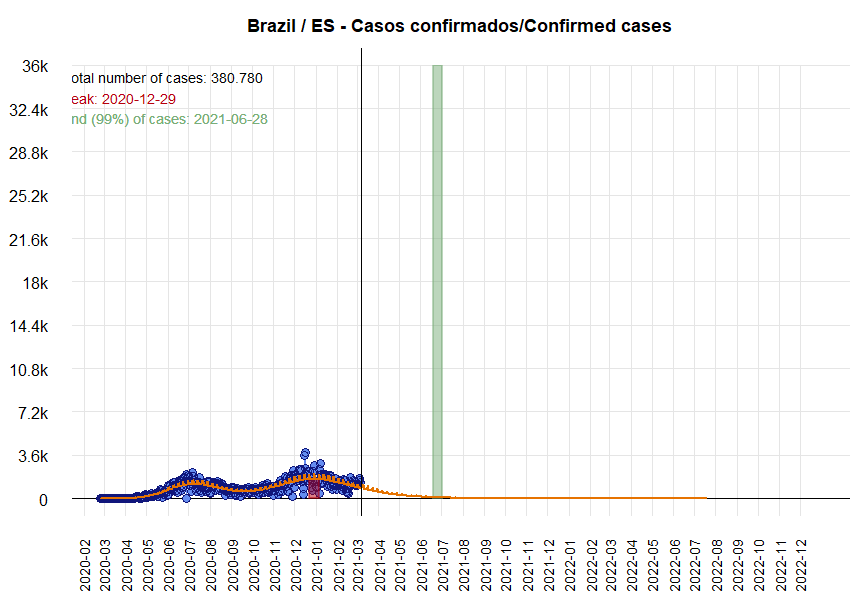 Brazil / ES - Casos confirmados/Confirmed cases
36k
otal number of cases: 380.780
eak: 2020-12-29
32.4k
nd (99%) of cases: 2021-06-28
28.8k
25.2k
21.6k
18k
14.4k
10.8k
7.2k
3.6k
0
2020-02
2020-03
2020-04
2020-05
2020-06
2020-07
2020-08
2020-09
2020-10
2020-11
2020-12
2021-01
2021-02
2021-03
2021-04
2021-05
2021-06
2021-07
2021-08
2021-09
2021-10
2021-11
2021-12
2022-01
2022-02
2022-03
2022-04
2022-05
2022-06
2022-07
2022-08
2022-09
2022-10
2022-11
2022-12